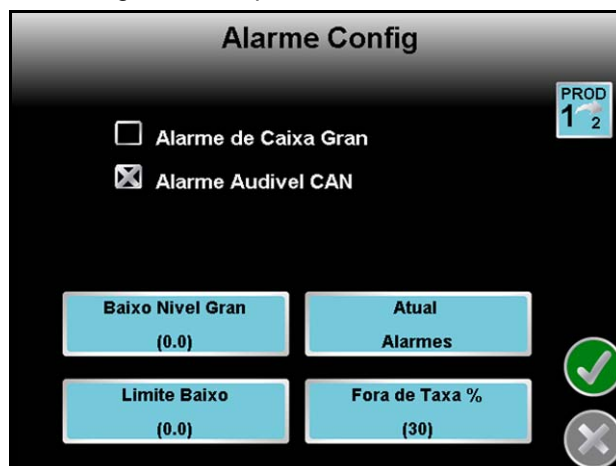 Alarme Config
PROD
1 2
Alarme de Caixa Gran
Alarme Audivel CAN
Baixo Nivel Gran
(0.0)
Atual
Alarmes
Limite Baixo
(0.0)
Fora de Taxa %
(30)